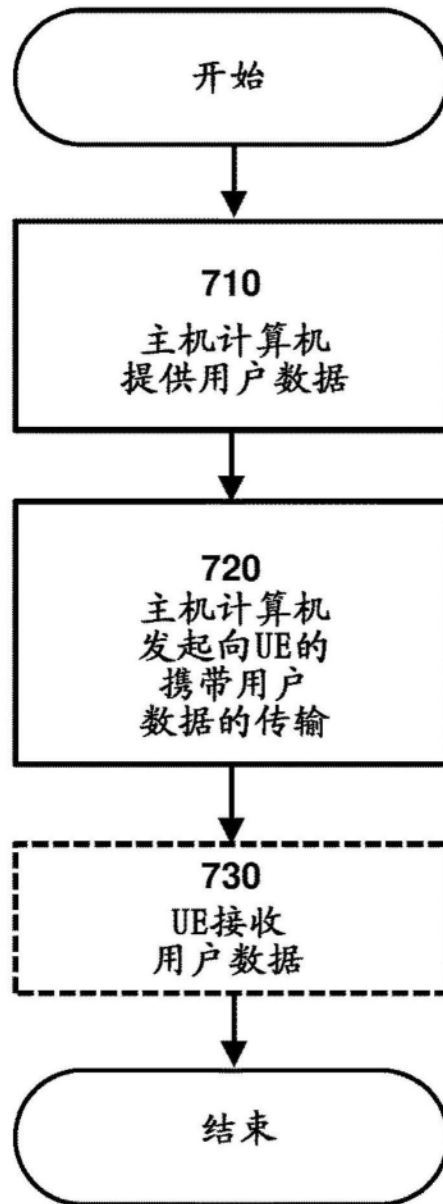 开始
710
主机计算机
提供用户数据
720
主机计算机
发起向UE的
携带用户
数据的传输
730
UE接收
用户数据
结束